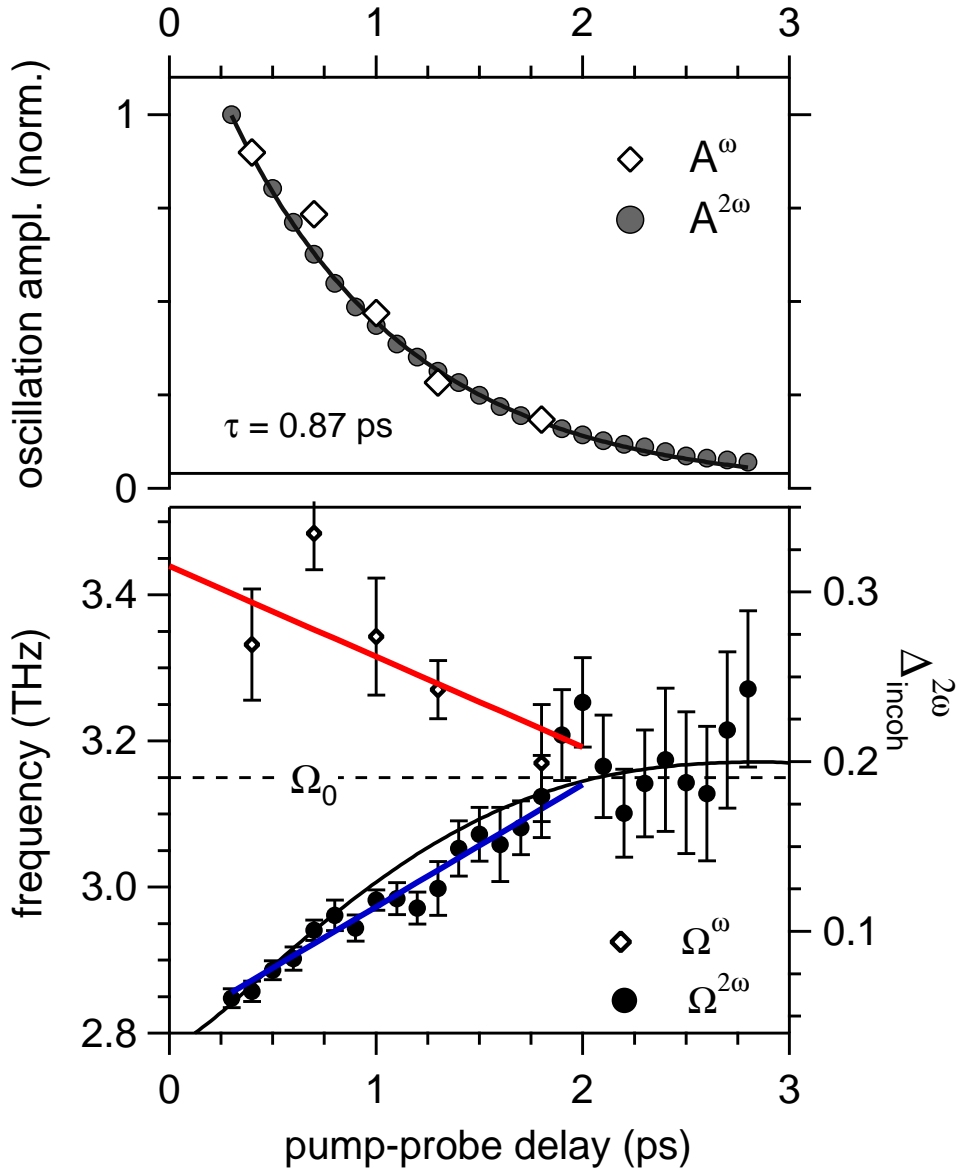 0 1 2 3
oscillation ampl. (norm.)
1
0
A^ω
A^2ω
τ = 0.87 ps
frequency (THz)
3.4
3.2
3.0
2.8
Ω_0
Ω^ω
Ω^2ω
0.3
0.2
0.1
Δ_incoh^2ω
0 1 2 3
pump-probe delay (ps)